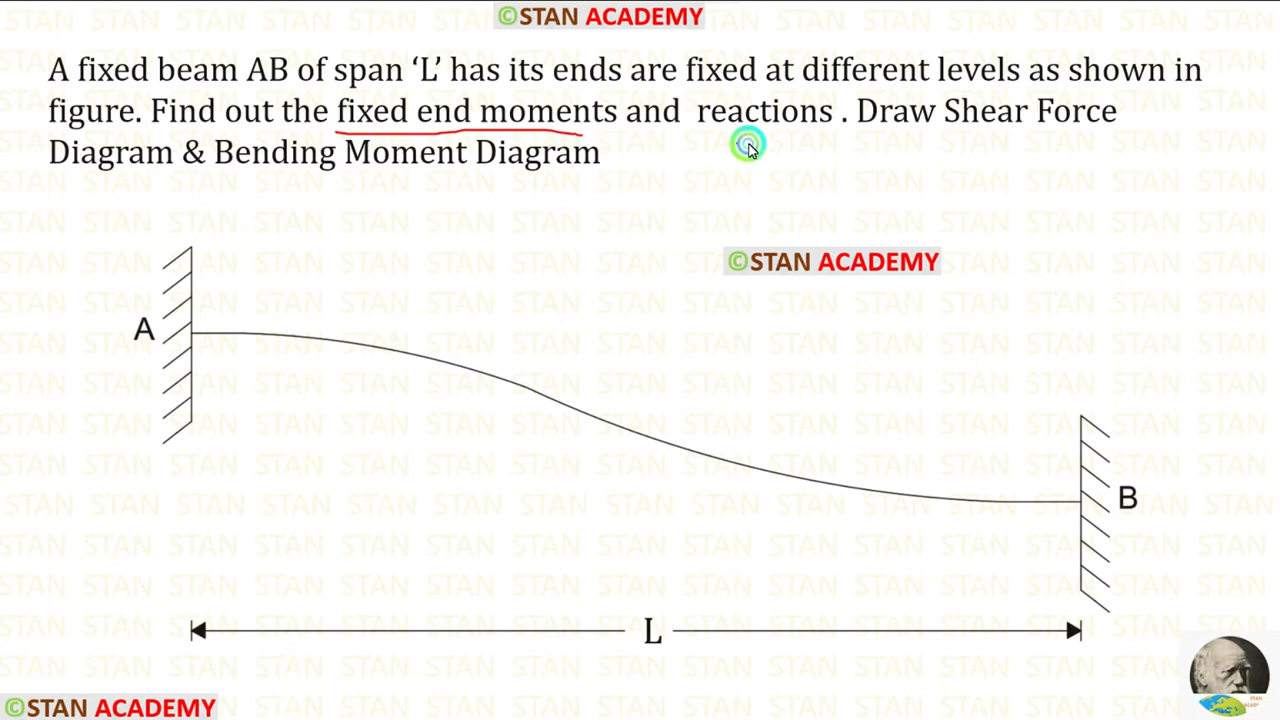 ©STAN ACADEMY
A fixed beam AB of span ‘L’ has its ends are fixed at different levels as shown in
figure. Find out the fixed end moments and reactions . Draw Shear Force
Diagram & Bending Moment Diagram
©STAN ACADEMY
A
B
L
©STAN ACADEMY